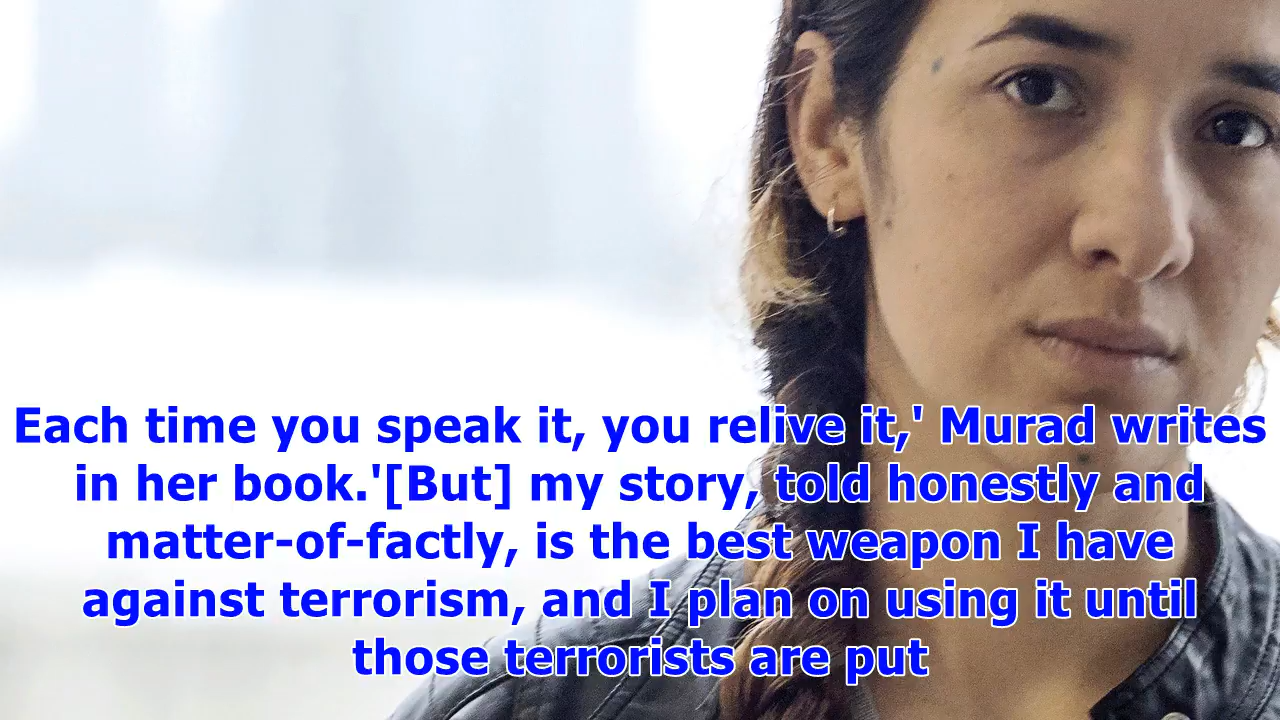 Each time you speak it, you relive it,' Murad writes
in her book.'[But] my story, told honestly and
matter-of-factly, is the best weapon I have
against terrorism, and I plan on using it until
those terrorists are put